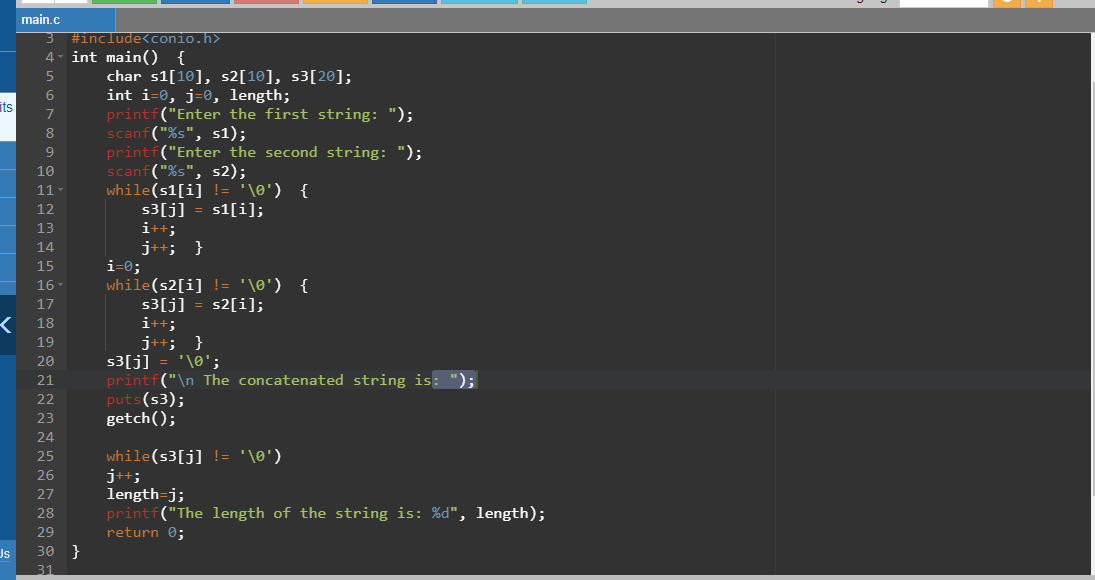 main.c
3 #include<conio.h>
4 int main()  {
5     char s1[10], s2[10], s3[20];
6     int i=0, j=0, length;
7     printf("Enter the first string: ");
8     scanf("%s", s1);
9     printf("Enter the second string: ");
10     scanf("%s", s2);
its
11     while(s1[i] != '\0')  {
12         s3[j] = s1[i];
13         i++;
14         j++;  }
15     i=0;
16     while(s2[i] != '\0')  {
17         s3[j] = s2[i];
18         i++;
19         j++;  }
20     s3[j] = '\0';
21     printf("\n The concatenated string is: ");
22     puts(s3);
23     getch();
24
25     while(s3[j] != '\0')
26     j++;
27     length=j;
28     printf("The length of the string is: %d", length);
29     return 0;
Us
30 }
31